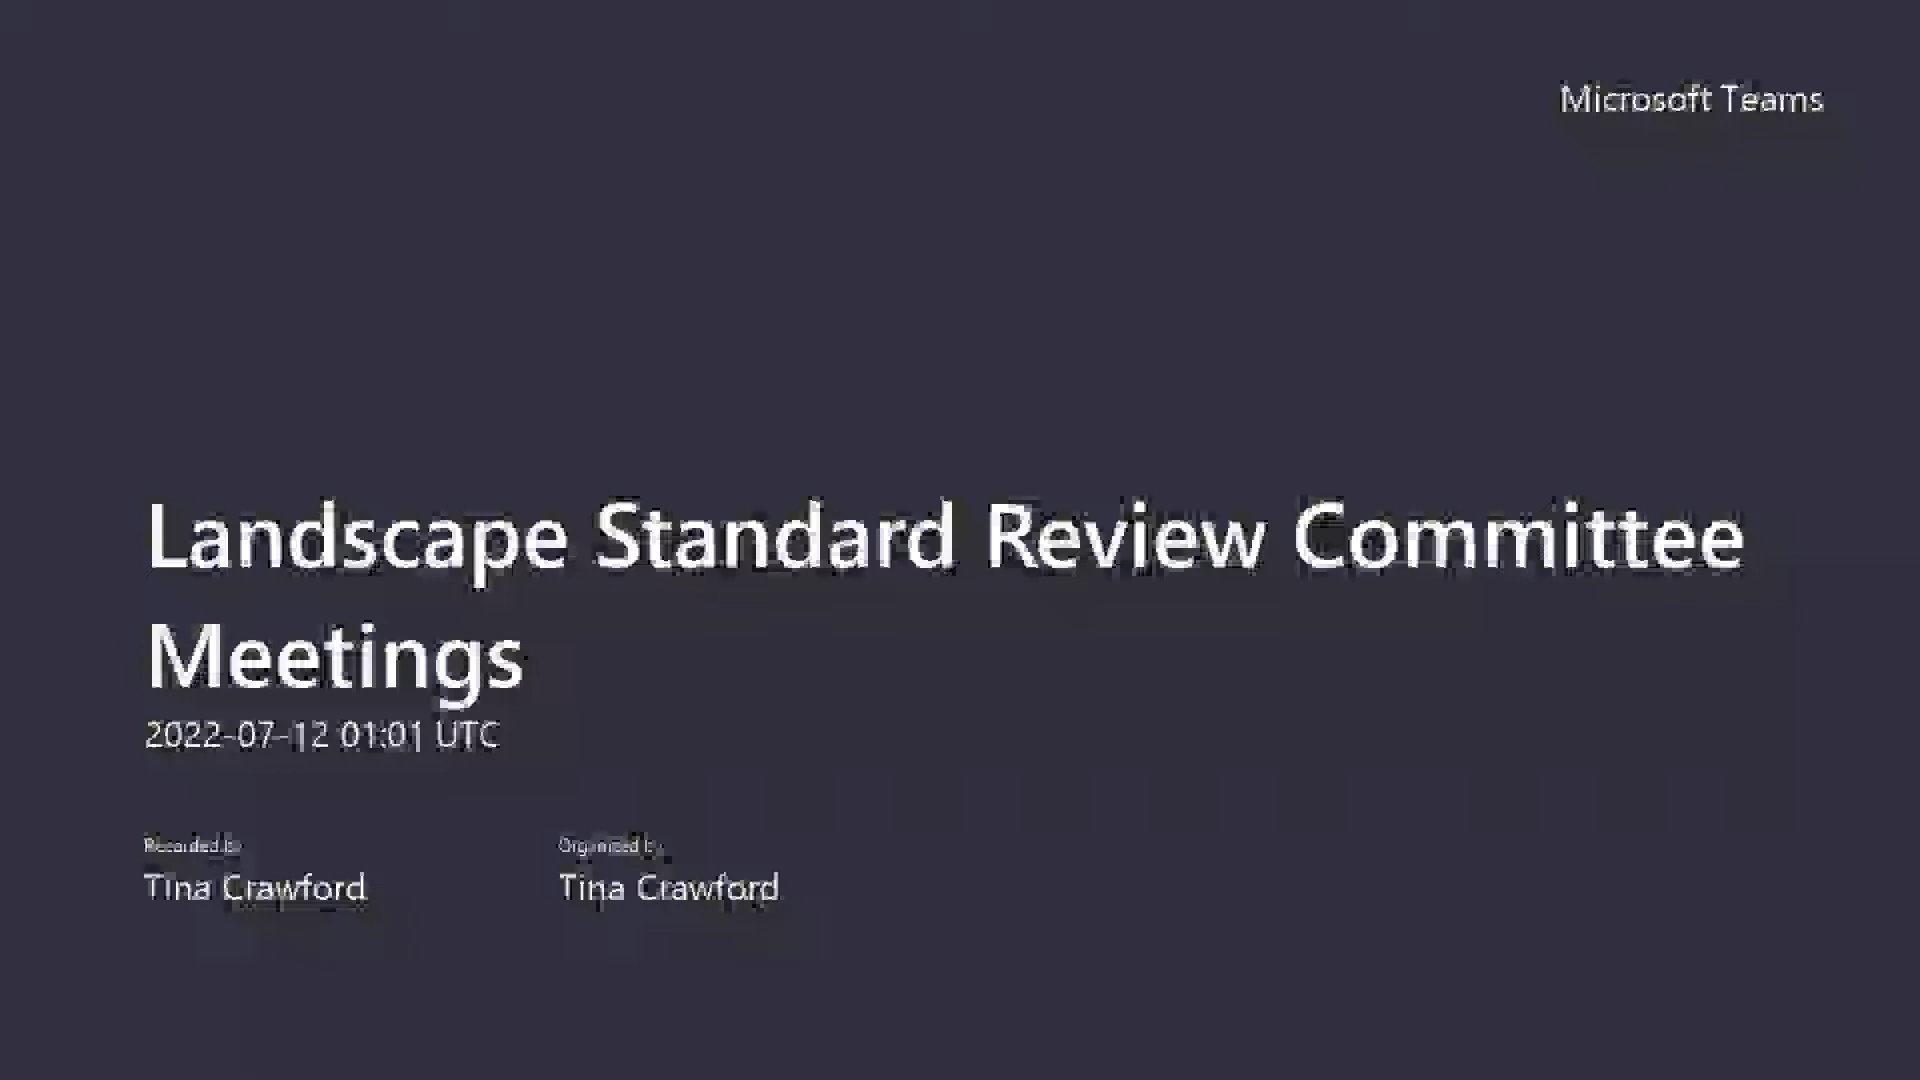 Microsoft Teams
Landscape Standard Review Committee
Meetings
2022-07-12 01:01 UTC
Recorded by
Organized by
Tina Crawford
Tina Crawford